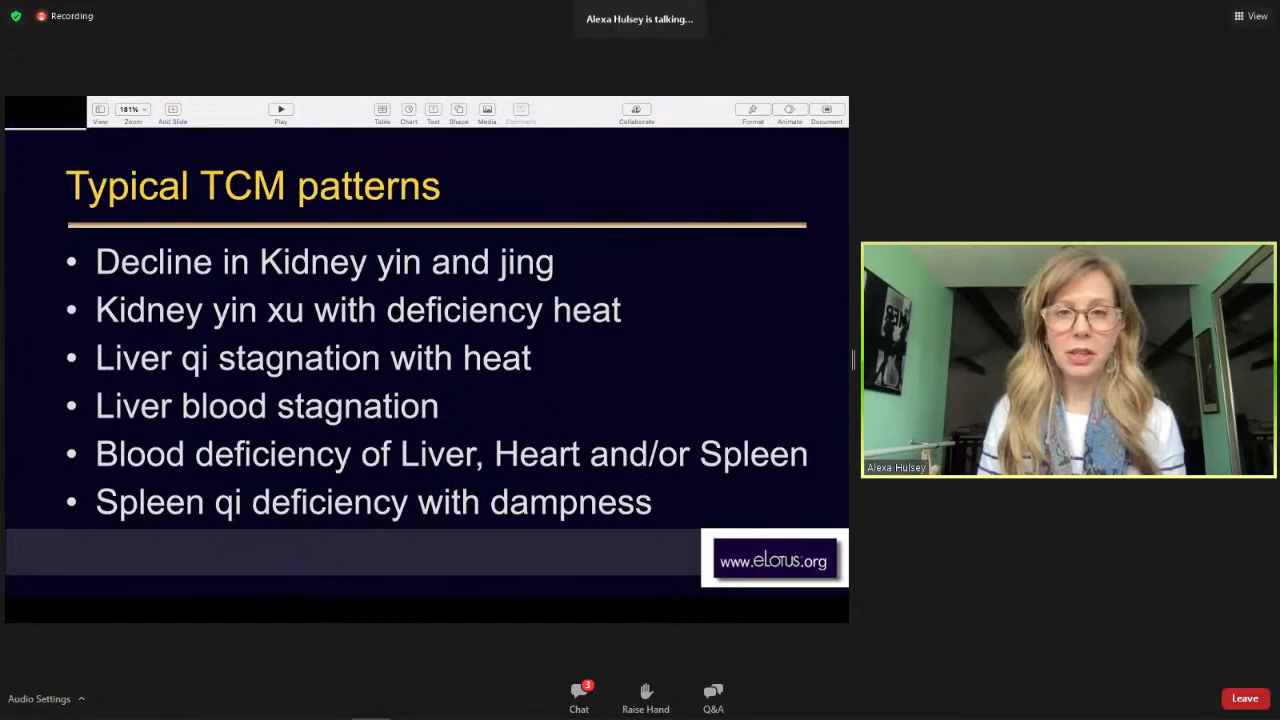 Recording
Alexa Hulsey is talking...
View
181%
View
Zoom
Add Slide
Play
Table
Chart
Text
Shape
Media
Comment
Collaborate
Format
Animate
Document
Typical TCM patterns
• Decline in Kidney yin and jing
• Kidney yin xu with deficiency heat
• Liver qi stagnation with heat
• Liver blood stagnation
• Blood deficiency of Liver, Heart and/or Spleen
• Spleen qi deficiency with dampness
www.eLOTUS.org
Alexa Hulsey
Audio Settings
3
Chat
Raise Hand
Q&A
Leave